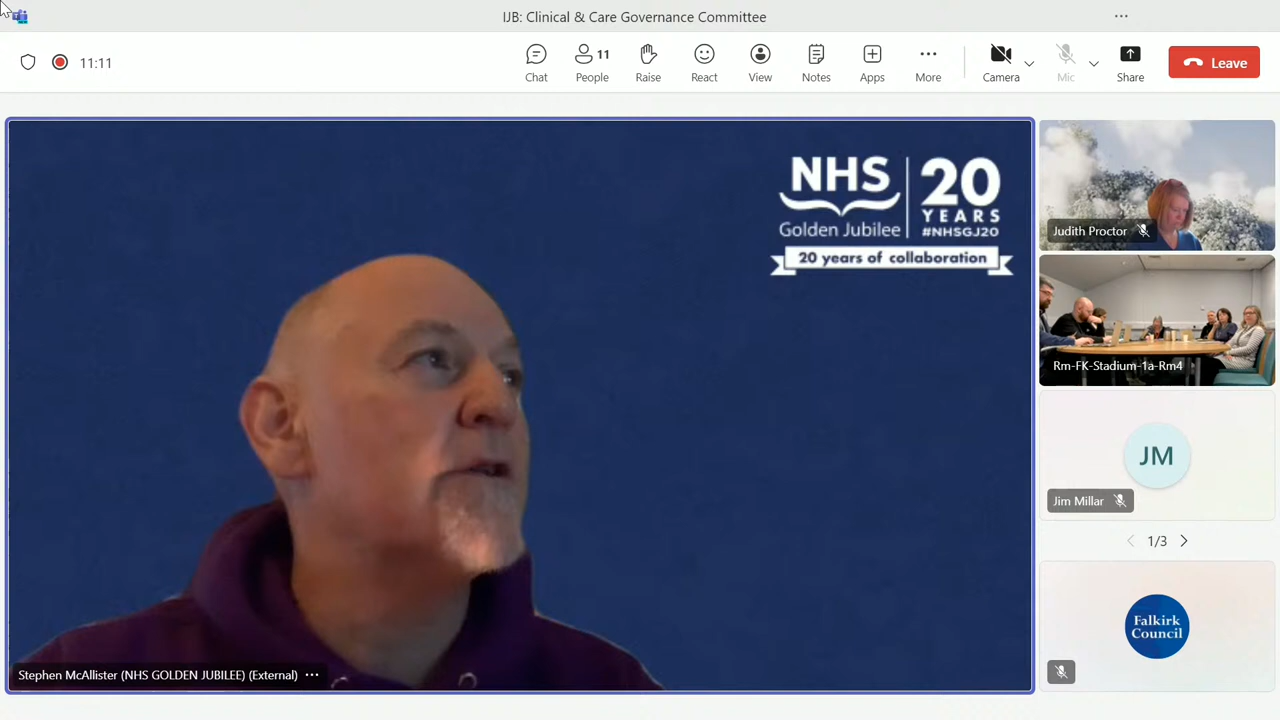 IJB: Clinical & Care Governance Committee
11:11
Chat
People
11
Raise
React
View
Notes
Apps
More
Camera
Mic
Share
Leave
NHS
Golden Jubilee
20
YEARS
#NHSGJ20
20 years of collaboration
Stephen McAllister (NHS GOLDEN JUBILEE) (External)
Judith Proctor
Rm-FK-Stadium-1a-Rm4
JM
Jim Millar
1/3
Falkirk
Council